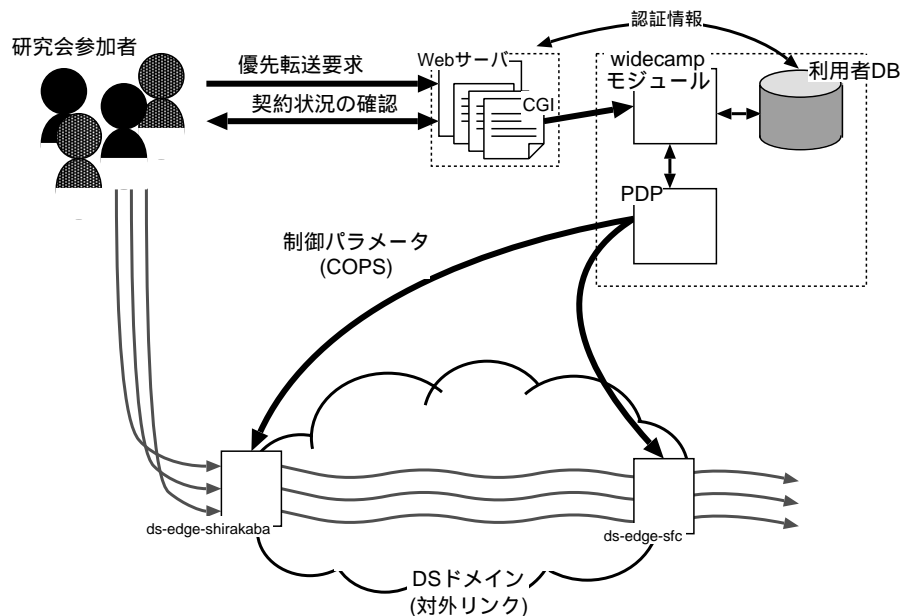 認証情報
研究会参加者
優先転送要求
Webサーバ
widecamp
モジュール
利用者DB
契約状況の確認
CGI
PDP
制御パラメータ
(COPS)
ds-edge-shirakaba
ds-edge-sfc
DSドメイン
(対外リンク)